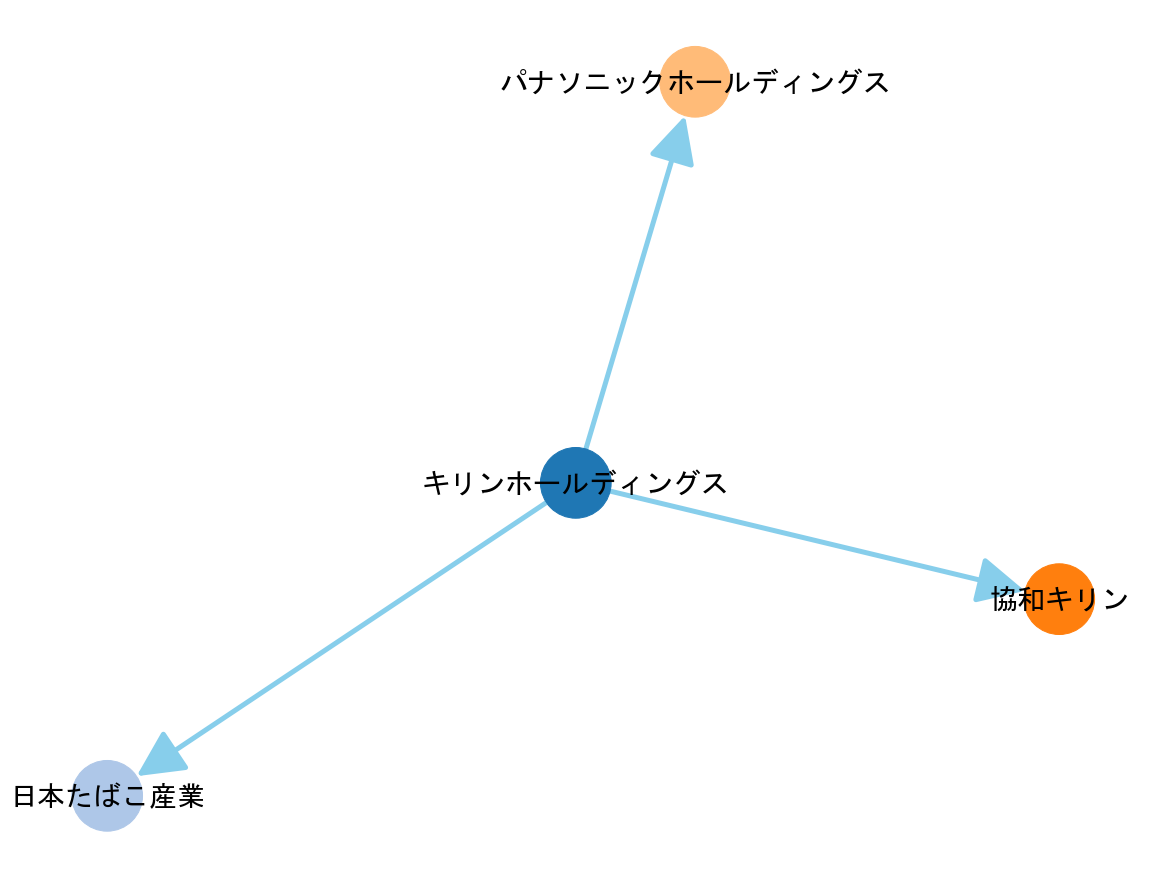 パナソニックホールディングス
キリンホールディングス
協和キリン
日本たばこ産業